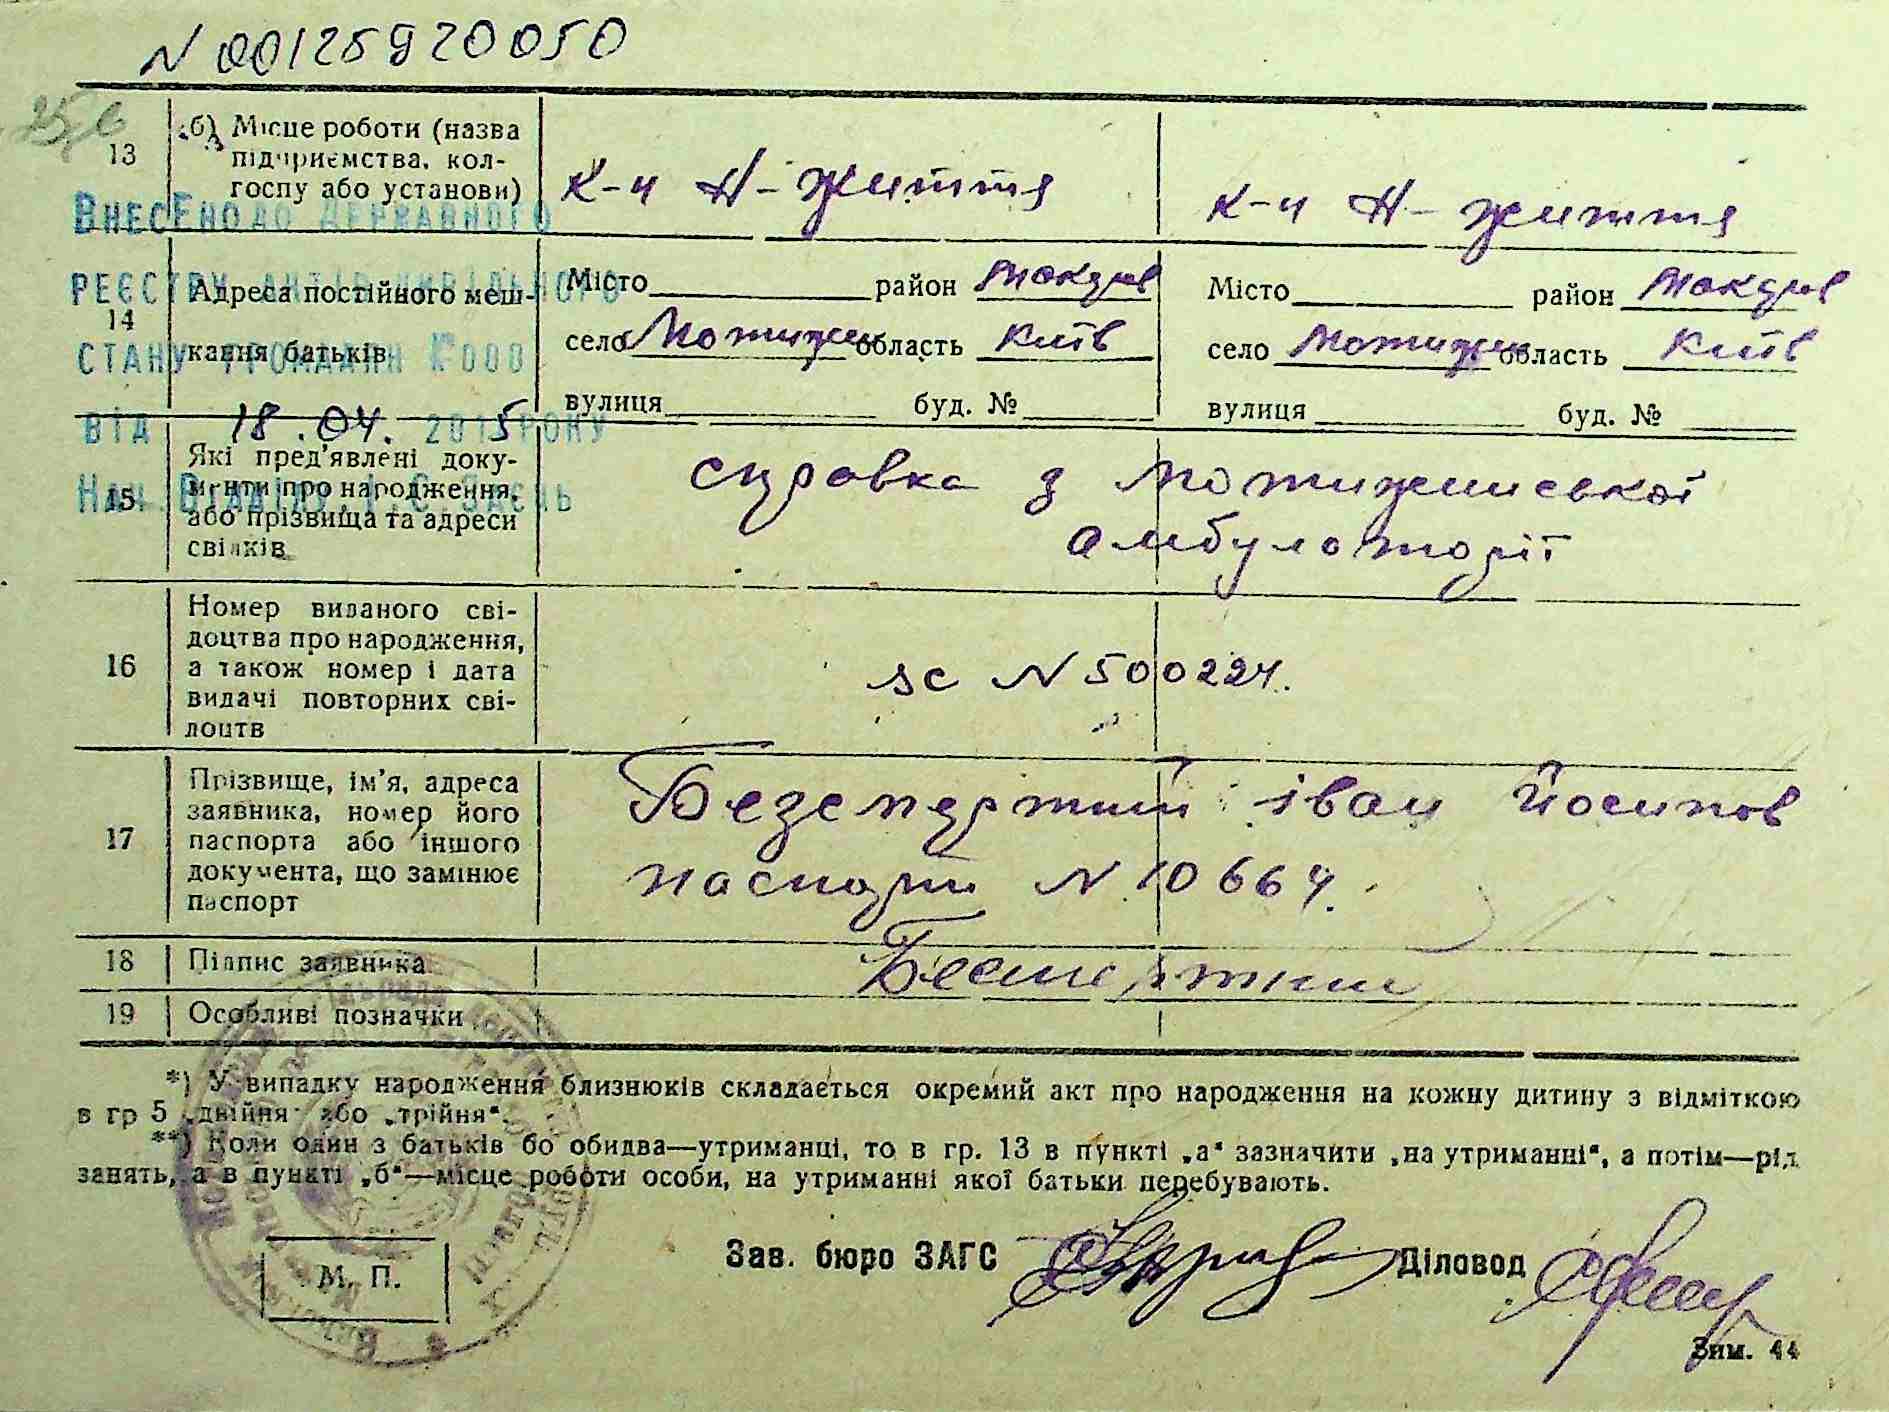 N 00125920050
13 б) Місце роботи (назва
підприємства, кол-
госпу або установи)
к-ч Н-життя
к-ч Н-життя
Внесено до Державного
реєстру актів цивільного
стану громадян №000
від 18.04. 2015 року
Нач. Відділу І.С. Заєць
14 Адреса постійного меш-
кання батьків
Місто район Макарів
село Мотижин область Київ
вулиця буд. №
Місто район Макарів
село Мотижин область Київ
вулиця буд. №
15 Які пред'явлені доку-
менти про народження,
або прізвища та адреси
свідків
справка з Мотижинської
амбулаторії
16 Номер виданого сві-
доцтва про народження,
а також номер і дата
видачі повторних сві-
доцтв
N 500224.
17 Прізвище, ім'я, адреса
заявника, номер його
паспорта або іншого
документа, що замінює
паспорт
Безсмертний іван Йосипов
паспорт N 10664.
18 Підпис заявника
19 Особливі позначки
*) У випадку народження близнюків складається окремий акт про народження на кожну дитину з відміткою
в гр 5 „двійня" або „трійня".
**) Коли один з батьків бо обидва—утриманці, то в гр. 13 в пункті „а" зазначити „на утриманні", а потім—рід
занять, а в пункті „б"—місце роботи особи, на утриманні якої батьки перебувають.
Зав. бюро ЗАГС Діловод
М. П.
Зим. 44